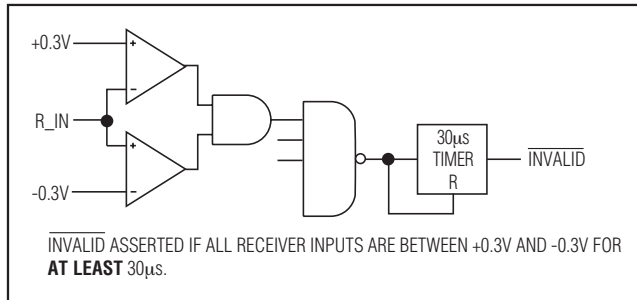 +0.3V
+
-
R_IN
+
-
-0.3V
30µs
TIMER
R
INVALID
INVALID ASSERTED IF ALL RECEIVER INPUTS ARE BETWEEN +0.3V AND -0.3V FOR
AT LEAST 30µs.